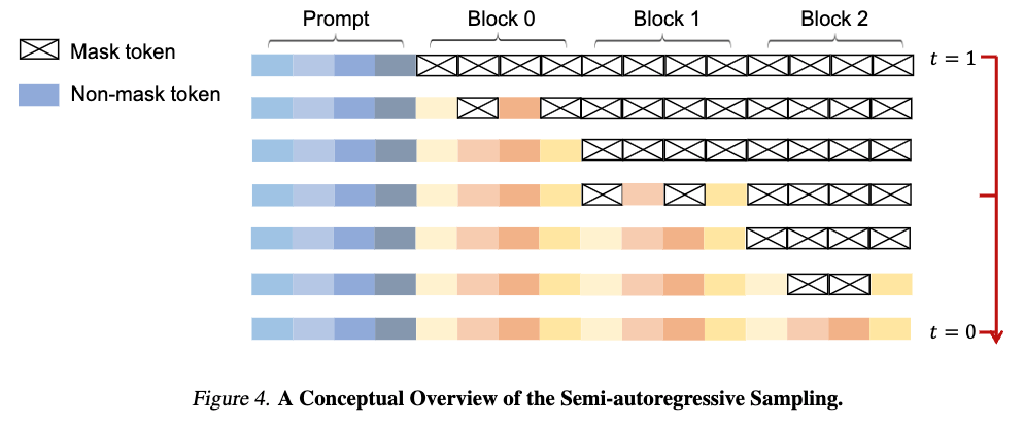 Prompt Block 0 Block 1 Block 2
Mask token
t = 1
Non-mask token
t = 0
Figure 4. A Conceptual Overview of the Semi-autoregressive Sampling.